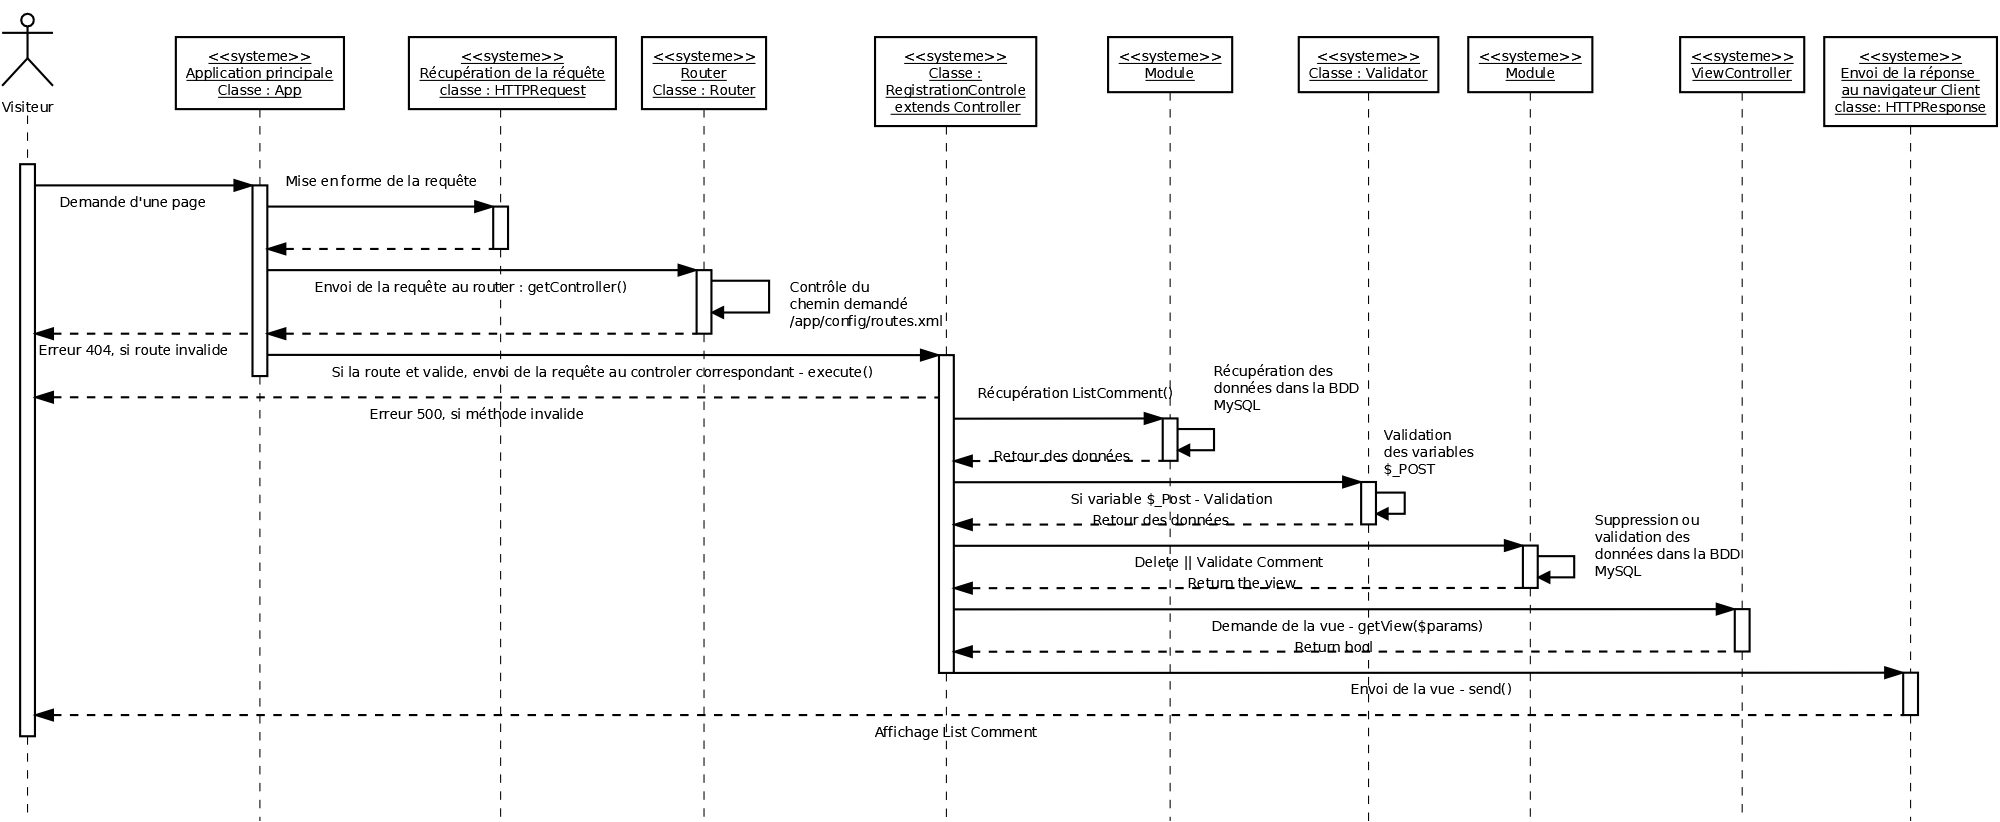 Visiteur
<<systeme>>
Application principale
Classe : App
<<systeme>>
Récupération de la réquête
classe : HTTPRequest
<<systeme>>
Router
Classe : Router
<<systeme>>
Classe :
RegistrationControle
extends Controller
<<systeme>>
Module
<<systeme>>
Classe : Validator
<<systeme>>
Module
<<systeme>>
ViewController
<<systeme>>
Envoi de la réponse
au navigateur Client
classe: HTTPResponse
Demande d'une page
Mise en forme de la requête
Envoi de la requête au router : getController()
Contrôle du
chemin demandé
/app/config/routes.xml
Erreur 404, si route invalide
Si la route et valide, envoi de la requête au controler correspondant - execute()
Erreur 500, si méthode invalide
Récupération ListComment()
Récupération des
données dans la BDD
MySQL
Retour des données
Validation
des variables
$_POST
Si variable $_Post - Validation
Retour des données
Suppression ou
validation des
données dans la BDD
MySQL
Delete || Validate Comment
Return the view
Demande de la vue - getView($params)
Return bool
Envoi de la vue - send()
Affichage List Comment